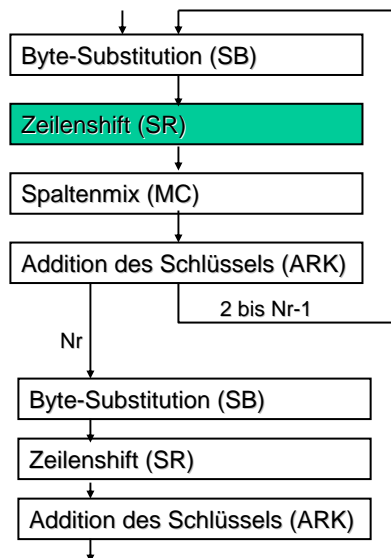 Byte-Substitution (SB)
Zeilenshift (SR)
Spaltenmix (MC)
Addition des Schlüssels (ARK)
2 bis Nr-1
Nr
Byte-Substitution (SB)
Zeilenshift (SR)
Addition des Schlüssels (ARK)